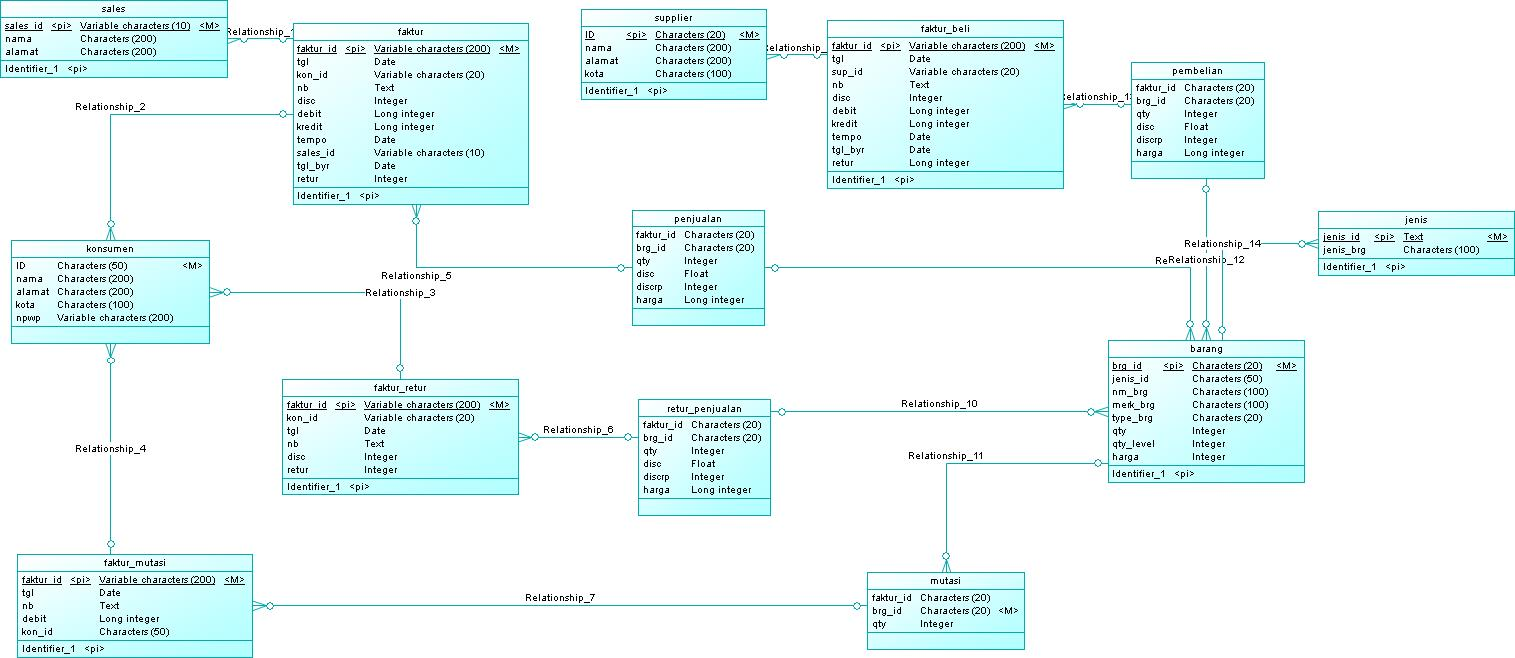 sales
sales_id <pi> Variable characters (10) <M>
nama Characters (200)
alamat Characters (200)
Identifier_1 <pi>
faktur
faktur_id <pi> Variable characters (200) <M>
tgl Date
kon_id Variable characters (20)
nb Text
disc Integer
debit Long integer
kredit Long integer
tempo Date
sales_id Variable characters (10)
tgl_byr Date
retur Integer
Identifier_1 <pi>
supplier
ID <pi> Characters (20) <M>
nama Characters (200)
alamat Characters (200)
kota Characters (100)
Identifier_1 <pi>
faktur_beli
faktur_id <pi> Variable characters (200) <M>
tgl Date
sup_id Variable characters (20)
nb Text
disc Integer
debit Long integer
kredit Long integer
tempo Date
tgl_byr Date
retur Long integer
Identifier_1 <pi>
pembelian
faktur_id Characters (20)
brg_id Characters (20)
qty Integer
disc Float
discrp Integer
harga Long integer
Relationship_2
konsumen
ID Characters (50) <M>
nama Characters (200)
alamat Characters (200)
kota Characters (100)
npwp Variable characters (200)
penjualan
faktur_id Characters (20)
brg_id Characters (20)
qty Integer
disc Float
discrp Integer
harga Long integer
jenis
jenis_id <pi> Text <M>
jenis_brg Characters (100)
Identifier_1 <pi>
Relationship_14
Relationship_12
Relationship_5
Relationship_3
faktur_retur
faktur_id <pi> Variable characters (200) <M>
kon_id Variable characters (20)
tgl Date
nb Text
disc Integer
retur Integer
Identifier_1 <pi>
Relationship_6
retur_penjualan
faktur_id Characters (20)
brg_id Characters (20)
qty Integer
disc Float
discrp Integer
harga Long integer
Relationship_10
Relationship_11
barang
brg_id <pi> Characters (20) <M>
jenis_id Characters (50)
nm_brg Characters (100)
merk_brg Characters (100)
type_brg Characters (20)
qty Integer
qty_level Integer
harga Integer
Identifier_1 <pi>
Relationship_4
faktur_mutasi
faktur_id <pi> Variable characters (200) <M>
tgl Date
nb Text
debit Long integer
kon_id Characters (50)
Identifier_1 <pi>
Relationship_7
mutasi
faktur_id Characters (20)
brg_id Characters (20) <M>
qty Integer